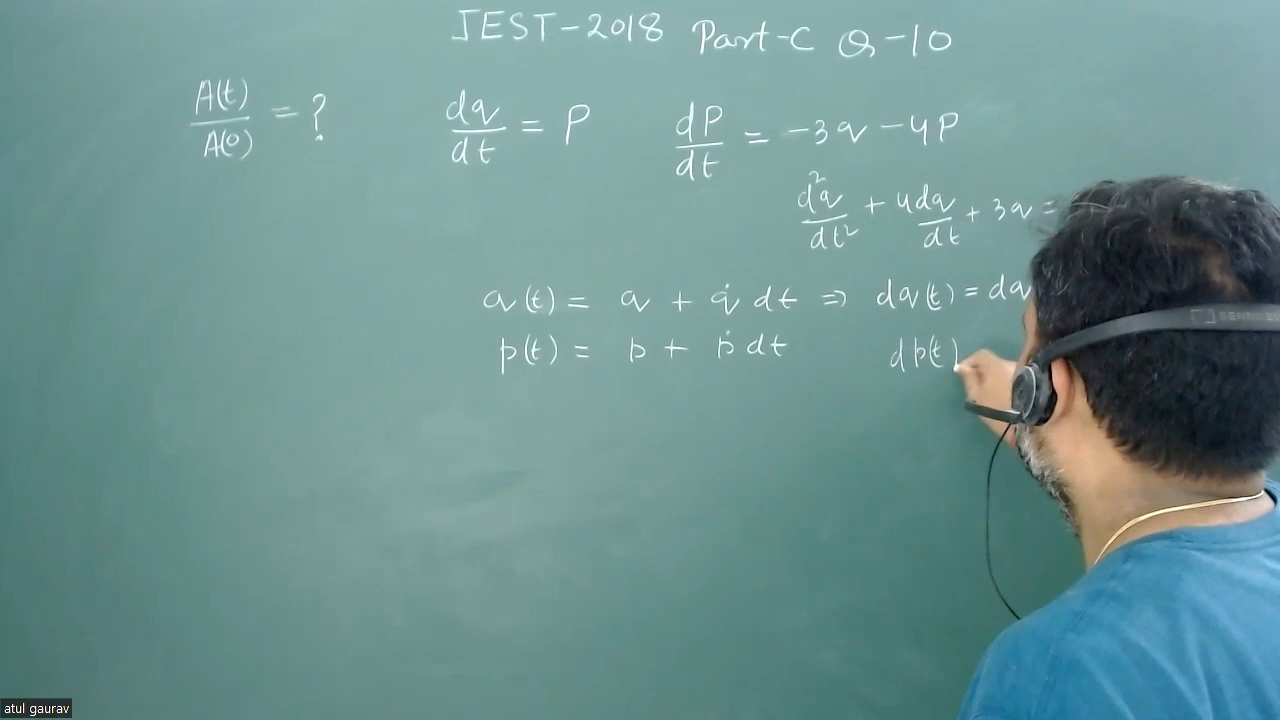 JEST-2018 Part-C Q-10
A(t)/A(0) = ? dq/dt = P dP/dt = -3q - 4P
d²q/dt² + 4dq/dt + 3q =
q(t) = q + q̇ dt ⇒ dq(t) = dq
p(t) = p + ṗ dt dp(t)
atul gaurav